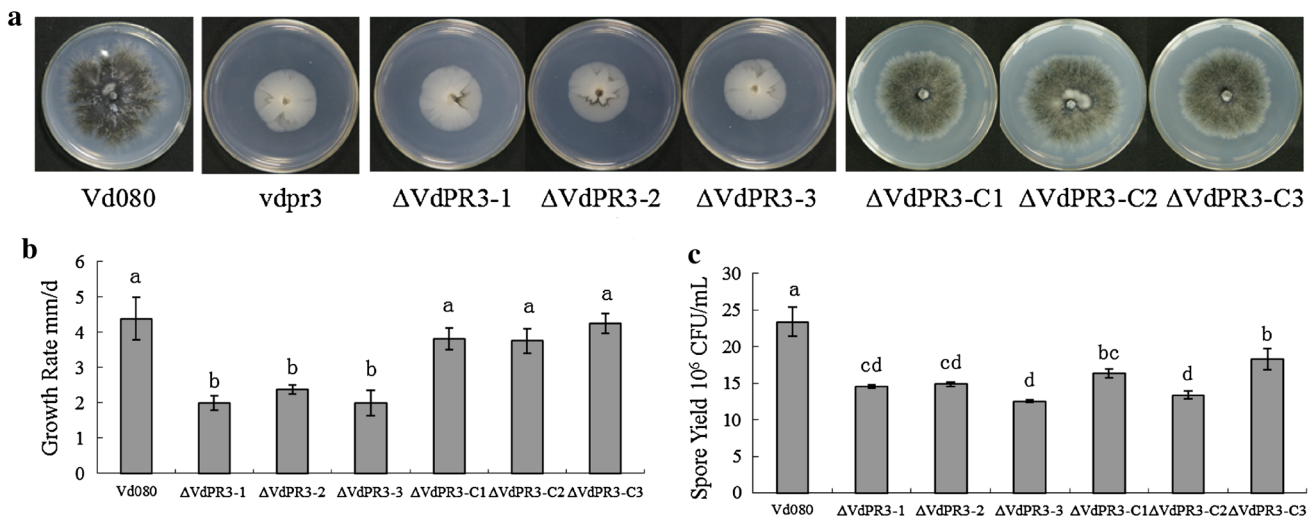 a
Vd080 vdpr3 ΔVdPR3-1 ΔVdPR3-2 ΔVdPR3-3 ΔVdPR3-C1 ΔVdPR3-C2 ΔVdPR3-C3
b
Growth Rate mm/d
6
5
4
3
2
1
0
a b b b a a a
Vd080 ΔVdPR3-1 ΔVdPR3-2 ΔVdPR3-3 ΔVdPR3-C1 ΔVdPR3-C2 ΔVdPR3-C3
c
Spore Yield 10⁶ CFU/mL
30
25
20
15
10
5
0
a cd cd d bc d b
Vd080 ΔVdPR3-1 ΔVdPR3-2 ΔVdPR3-3 ΔVdPR3-C1 ΔVdPR3-C2 ΔVdPR3-C3